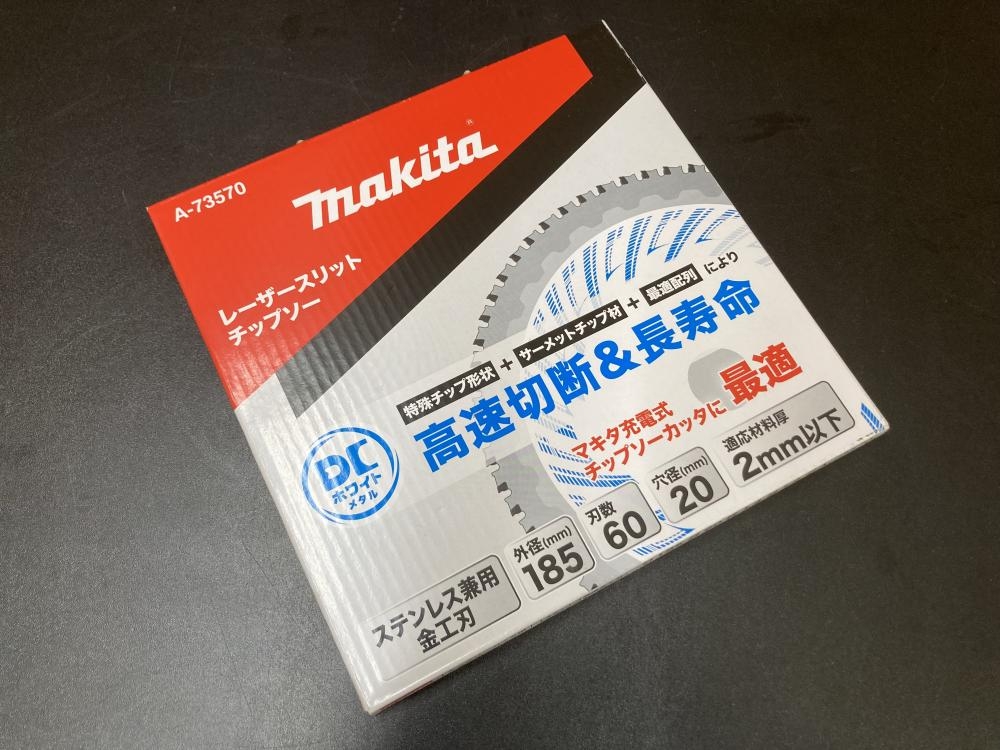 A-73570
makita®
レーザースリット
チップソー
特殊チップ形状 + サーメットチップ材 + 最適配列 により
高速切断&長寿命
マキタ充電式
チップソーカッタに 最適
DC
ホワイト
メタル
ステンレス兼用
金工刃
外径(mm)
185
刃数
60
穴径(mm)
20
適応材料厚
2mm以下